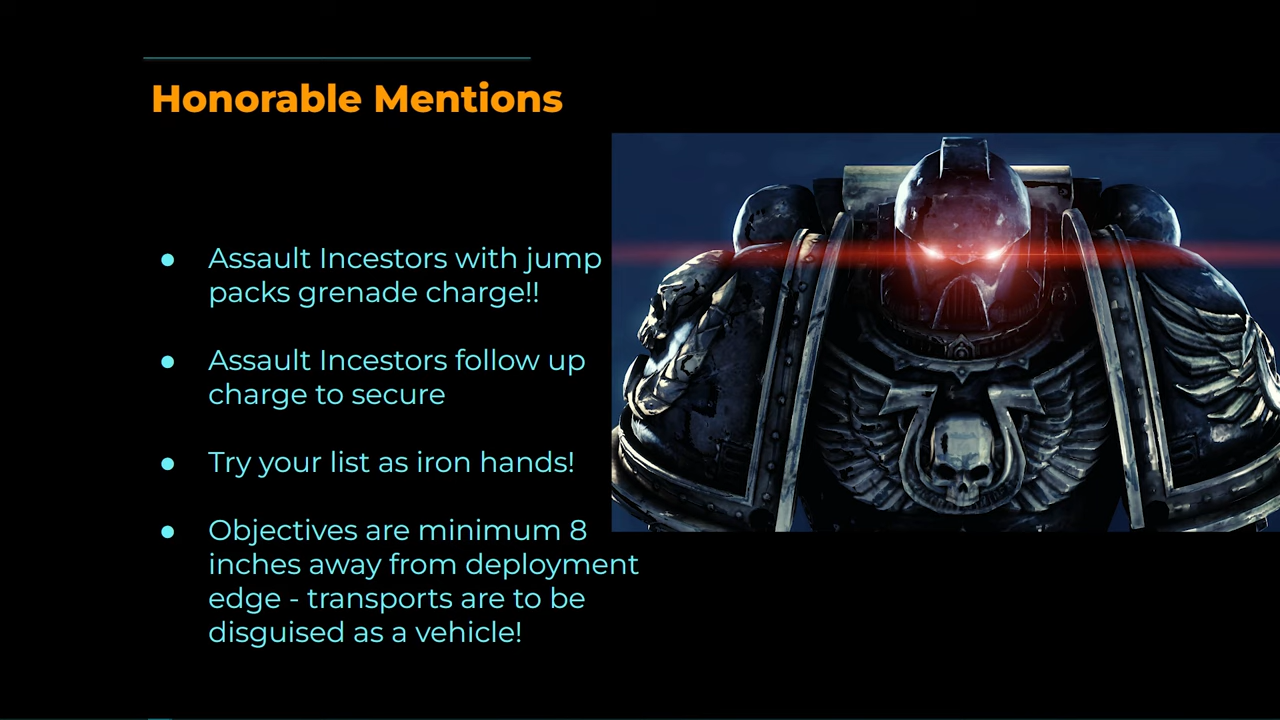 Honorable Mentions
● Assault Incestors with jump
packs grenade charge!!
● Assault Incestors follow up
charge to secure
● Try your list as iron hands!
● Objectives are minimum 8
inches away from deployment
edge - transports are to be
disguised as a vehicle!